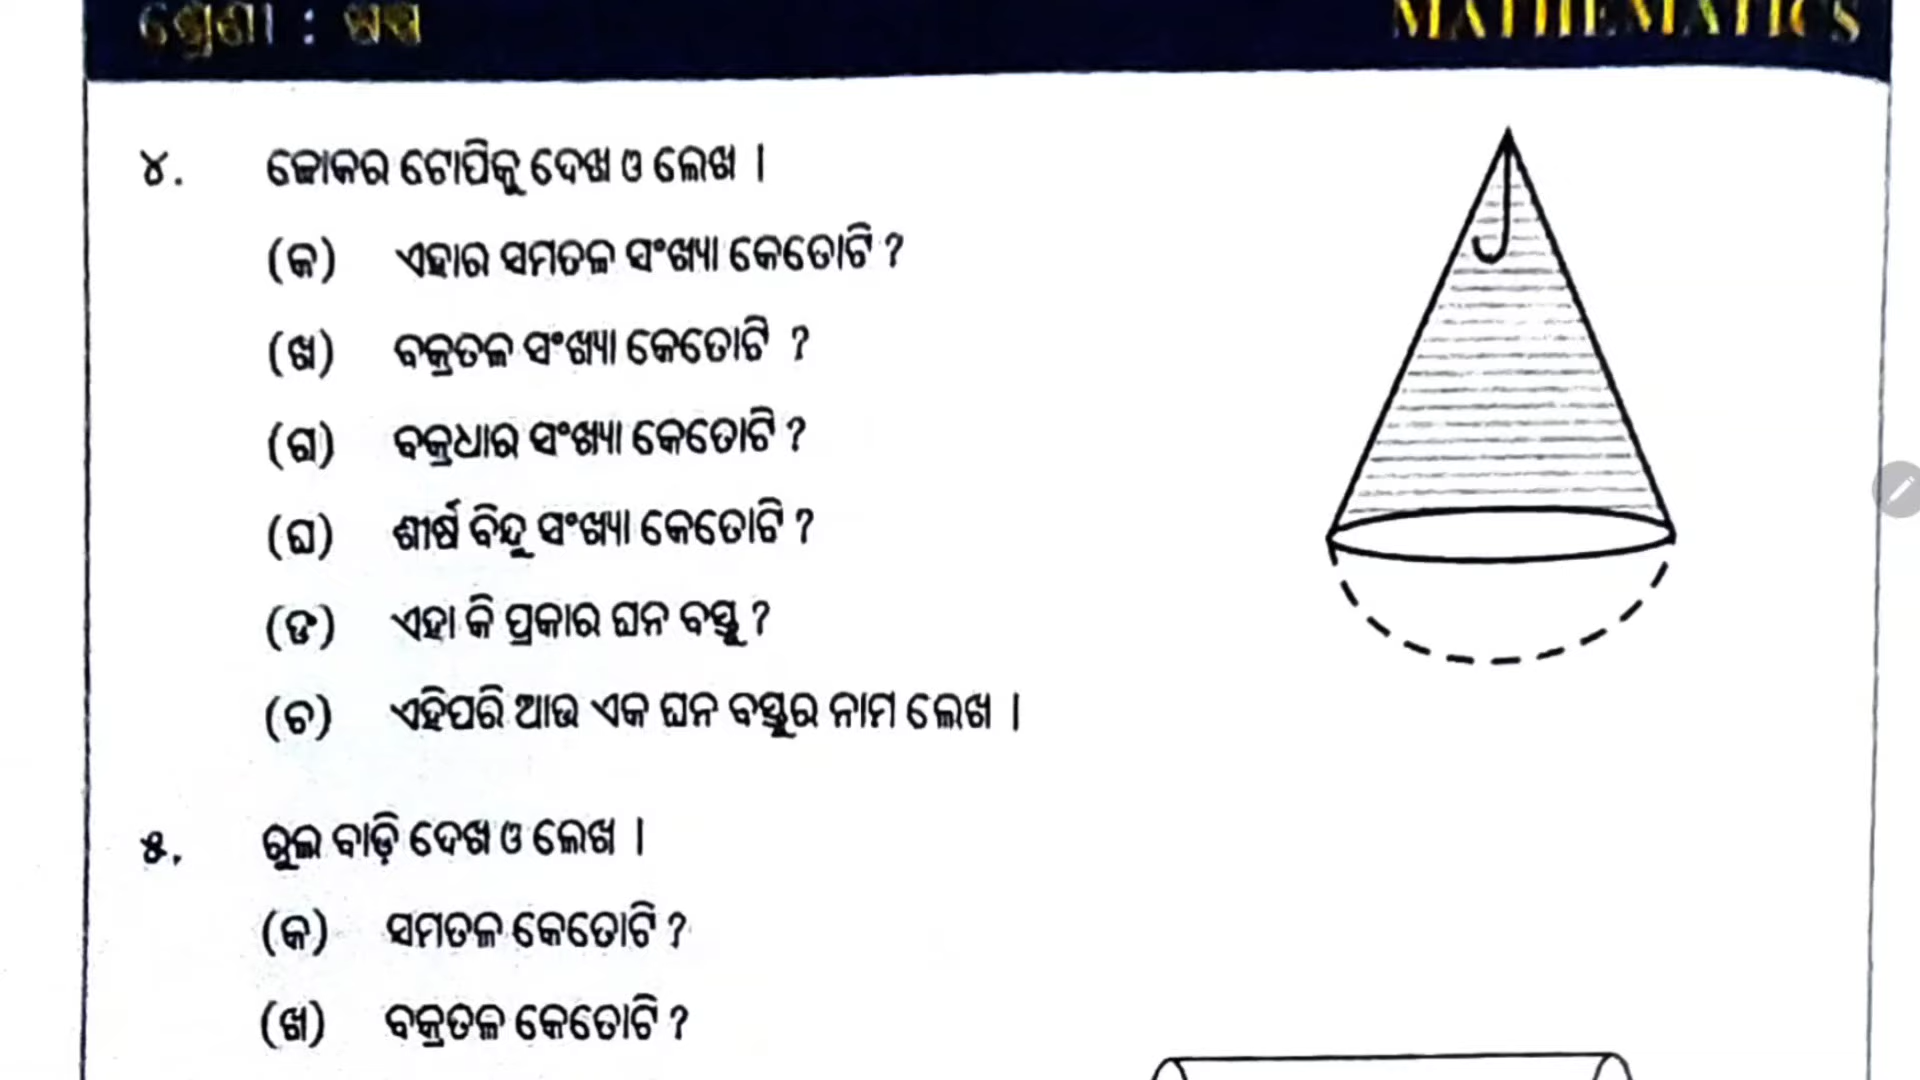 ଶ୍ରେଣୀ : ଷଷ୍ଠ
MATHEMATICS
୪. ଜୋକର ଟୋପିକୁ ଦେଖ ଓ ଲେଖ ।
(କ) ଏହାର ସମତଳ ସଂଖ୍ୟା କେତୋଟି ?
(ଖ) ବକ୍ରତଳ ସଂଖ୍ୟା କେତୋଟି ?
(ଗ) ବକ୍ରଧାର ସଂଖ୍ୟା କେତୋଟି ?
(ଘ) ଶୀର୍ଷ ବିନ୍ଦୁ ସଂଖ୍ୟା କେତୋଟି ?
(ଙ) ଏହା କି ପ୍ରକାର ଘନ ବସ୍ତୁ ?
(ଚ) ଏହିପରି ଆଉ ଏକ ଘନ ବସ୍ତୁର ନାମ ଲେଖ ।
୫. ରୁଲ ବାଡ଼ି ଦେଖ ଓ ଲେଖ ।
(କ) ସମତଳ କେତୋଟି ?
(ଖ) ବକ୍ରତଳ କେତୋଟି ?